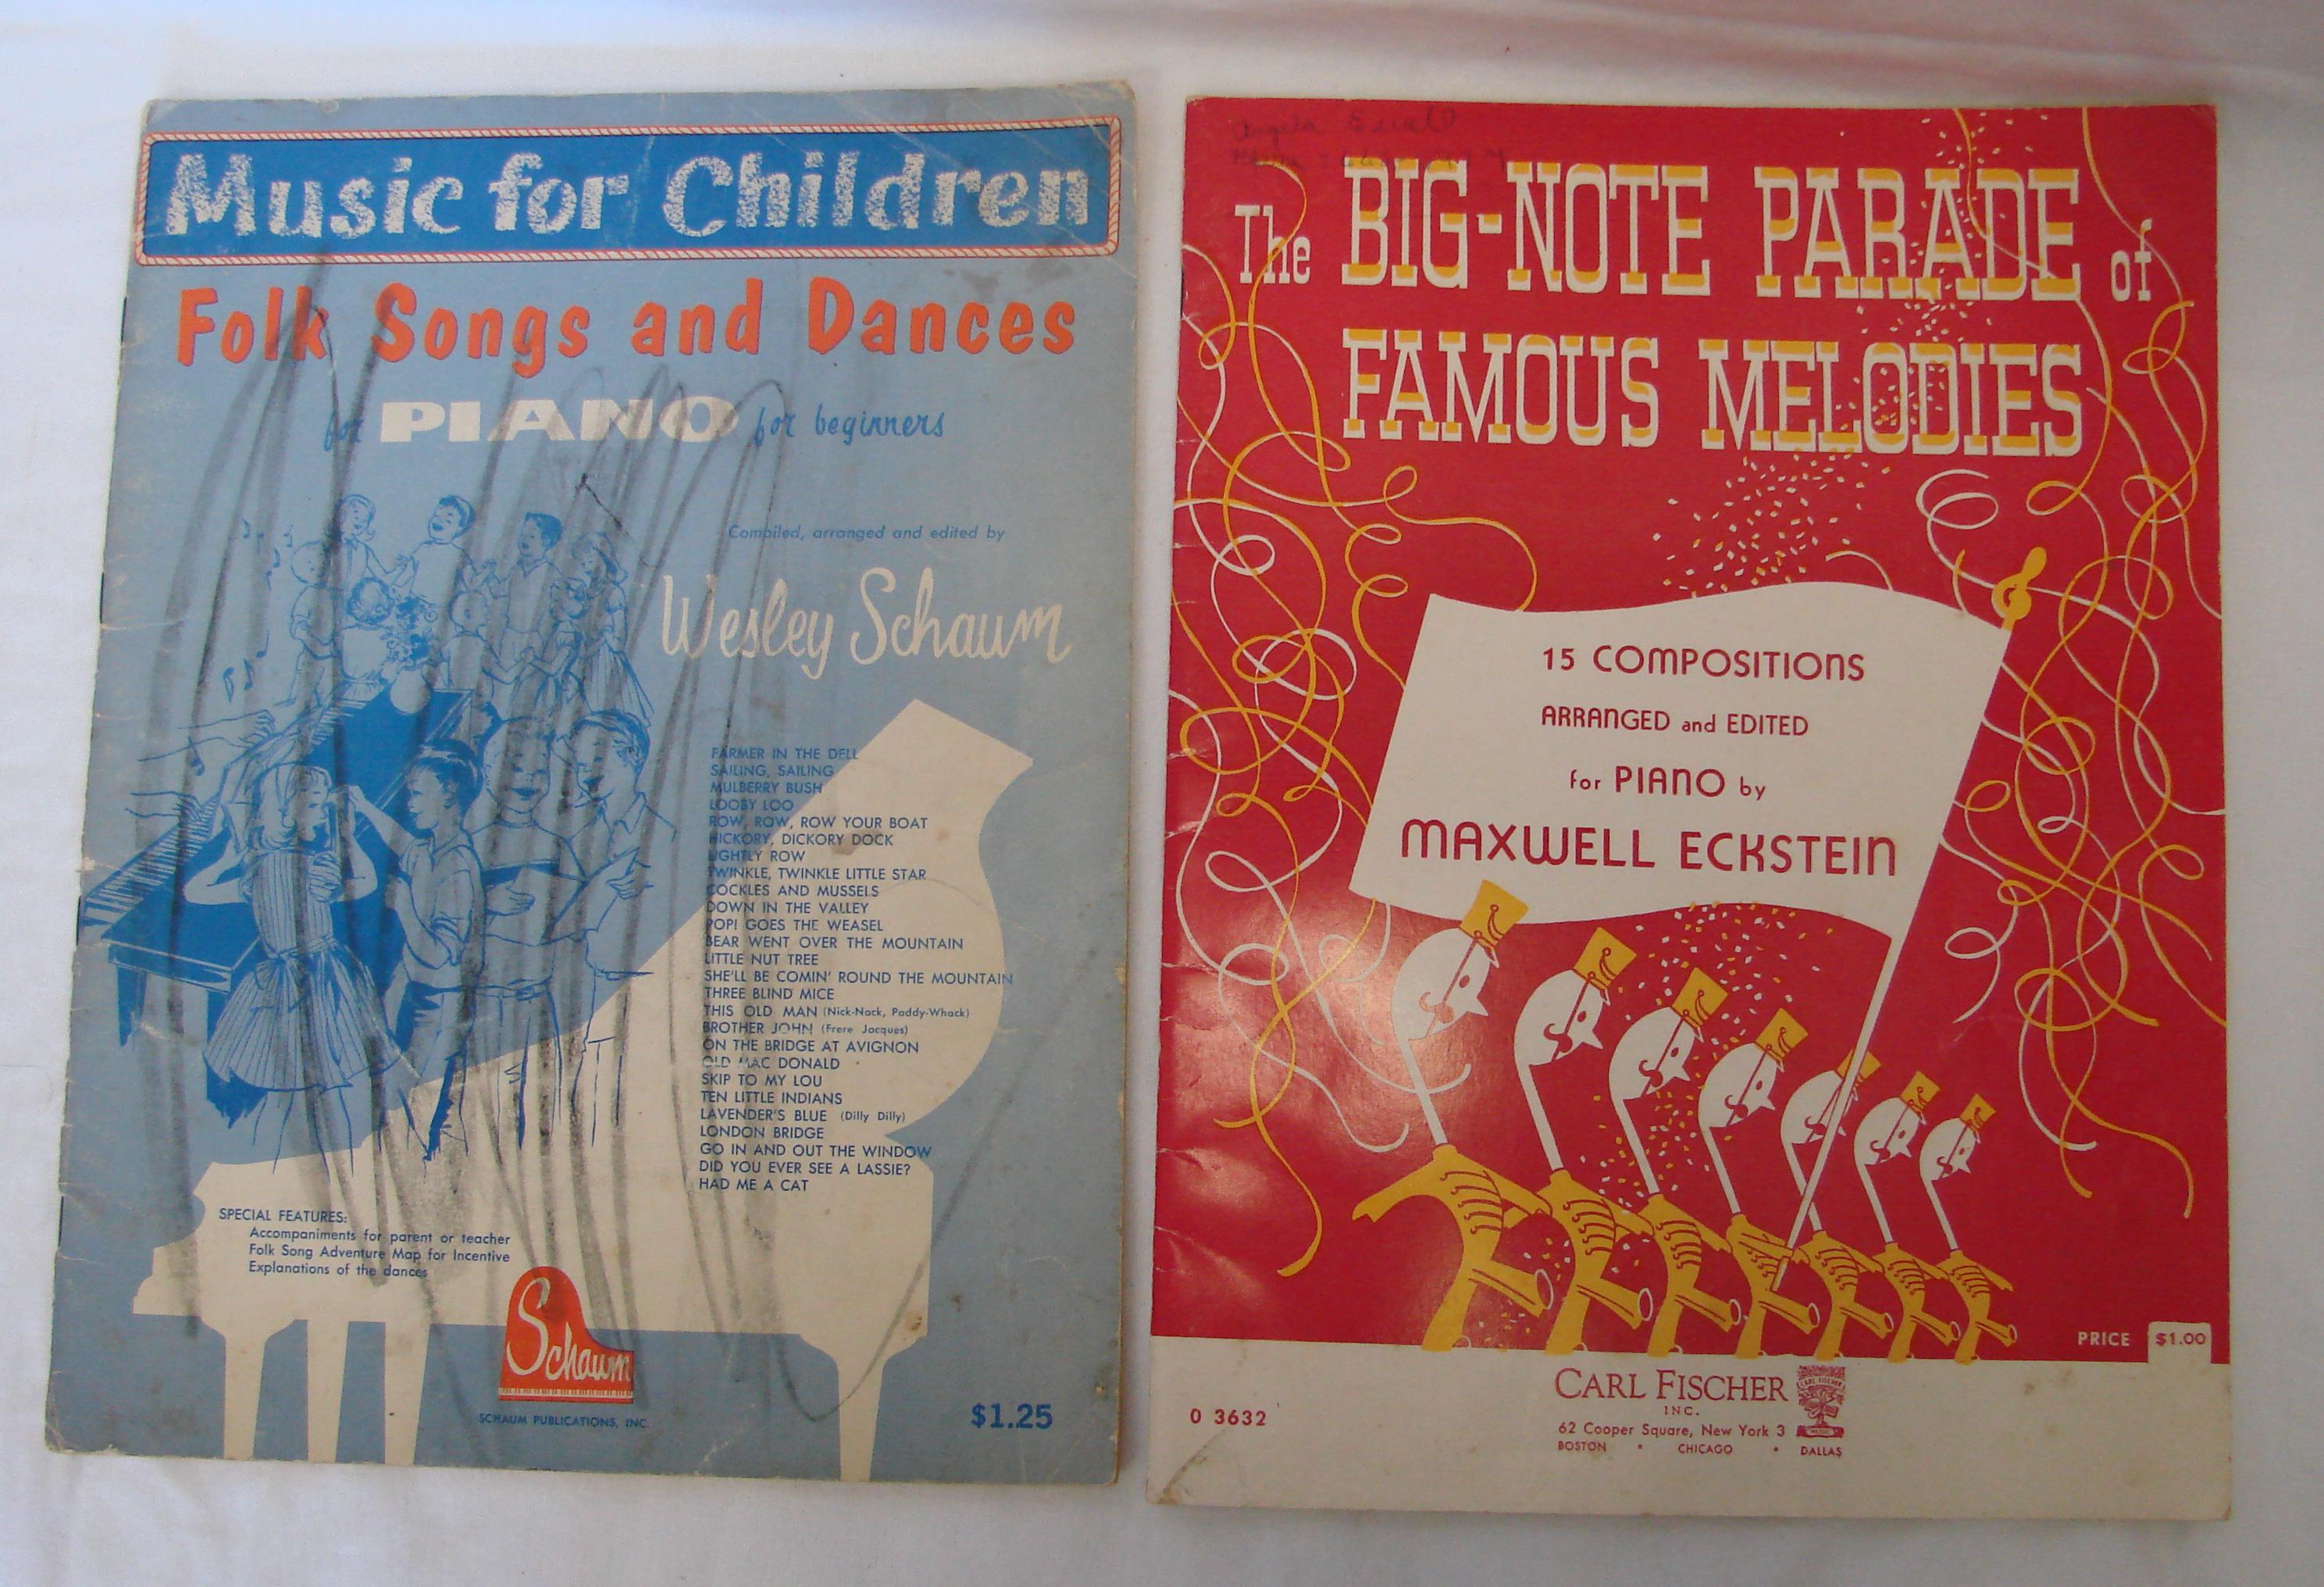 Music for Children
Folk Songs and Dances
for PIANO for beginners
Compiled, arranged and edited by
Wesley Schaum
FARMER IN THE DELL
SAILING, SAILING
MULBERRY BUSH
LOOBY LOO
ROW, ROW, ROW YOUR BOAT
HICKORY, DICKORY DOCK
LIGHTLY ROW
TWINKLE, TWINKLE LITTLE STAR
COCKLES AND MUSSELS
DOWN IN THE VALLEY
POP! GOES THE WEASEL
BEAR WENT OVER THE MOUNTAIN
LITTLE NUT TREE
SHE'LL BE COMIN' ROUND THE MOUNTAIN
THREE BLIND MICE
THIS OLD MAN (Nick-Nack, Paddy-Whack)
BROTHER JOHN (Frere Jacques)
ON THE BRIDGE AT AVIGNON
OLD MAC DONALD
SKIP TO MY LOU
TEN LITTLE INDIANS
LAVENDER'S BLUE (Dilly Dilly)
LONDON BRIDGE
GO IN AND OUT THE WINDOW
DID YOU EVER SEE A LASSIE?
HAD ME A CAT
SPECIAL FEATURES:
Accompaniments for parent or teacher
Folk Song Adventure Map for Incentive
Explanations of the dances
Schaum
SCHAUM PUBLICATIONS, INC.
$1.25
Angela
The BIG-NOTE PARADE of
FAMOUS MELODIES
15 COMPOSITIONS
ARRANGED and EDITED
for PIANO by
MAXWELL ECKSTEIN
PRICE $1.00
CARL FISCHER
INC.
62 Cooper Square, New York 3
BOSTON • CHICAGO • DALLAS
CARL FISCHER
MUSIC
O 3632